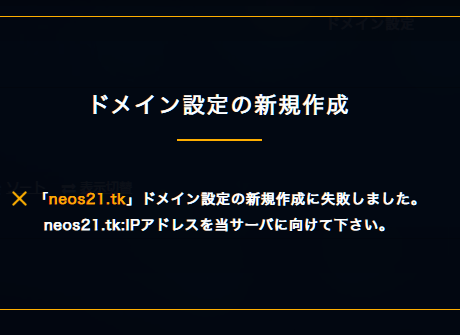 ドメイン設定
ドメイン設定の新規作成
「neos21.tk」ドメイン設定の新規作成に失敗しました。
neos21.tk:IPアドレスを当サーバに向けて下さい。